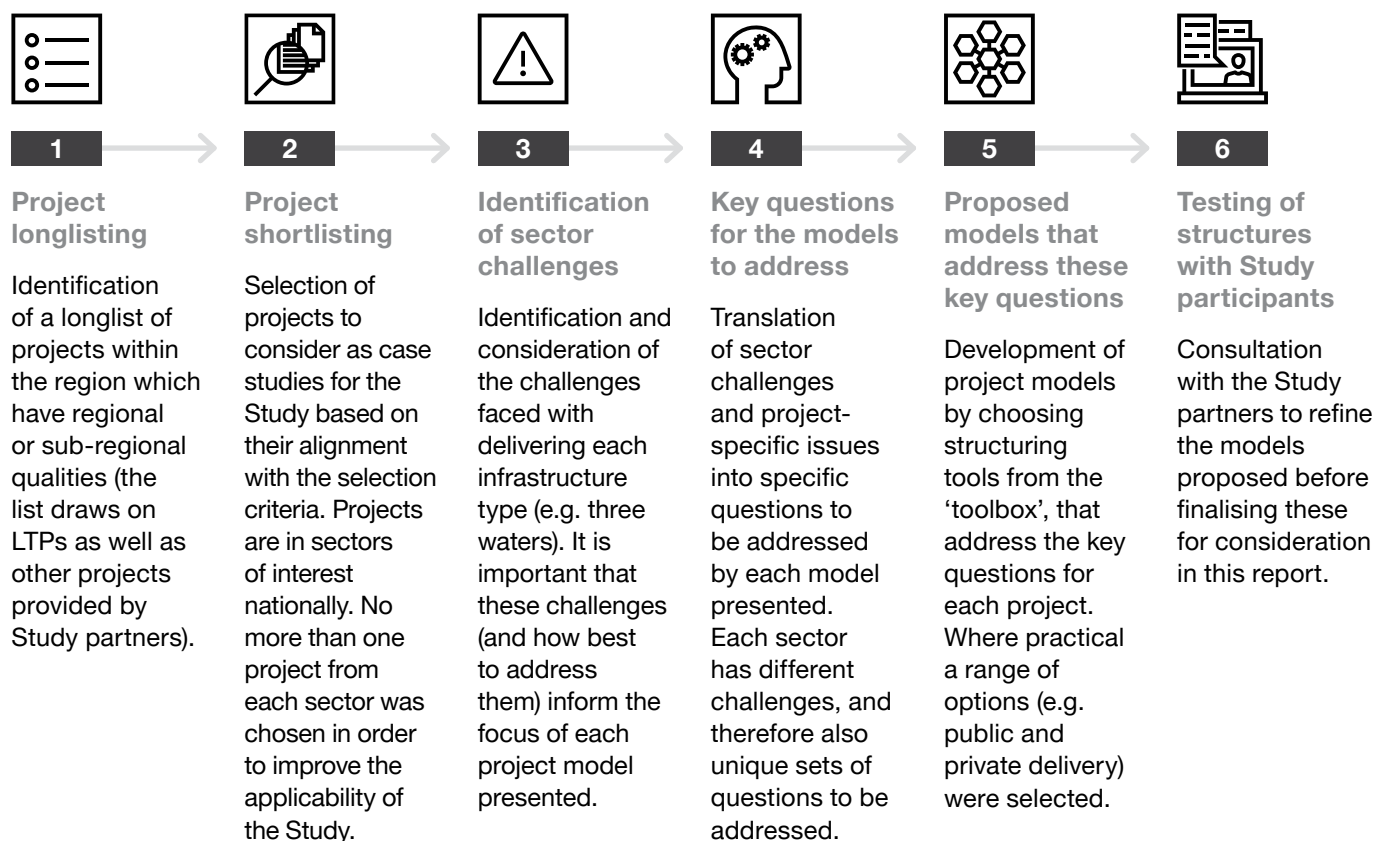 1
Project
longlisting
Identification
of a longlist of
projects within
the region which
have regional
or sub-regional
qualities (the
list draws on
LTPs as well as
other projects
provided by
Study partners).
2
Project
shortlisting
Selection of
projects to
consider as case
studies for the
Study based on
their alignment
with the selection
criteria. Projects
are in sectors
of interest
nationally. No
more than one
project from
each sector was
chosen in order
to improve the
applicability of
the Study.
3
Identification
of sector
challenges
Identification and
consideration of
the challenges
faced with
delivering each
infrastructure
type (e.g. three
waters). It is
important that
these challenges
(and how best
to address
them) inform the
focus of each
project model
presented.
4
Key questions
for the models
to address
Translation
of sector
challenges
and project-
specific issues
into specific
questions to
be addressed
by each model
presented.
Each sector
has different
challenges, and
therefore also
unique sets of
questions to be
addressed.
5
Proposed
models that
address these
key questions
Development of
project models
by choosing
structuring
tools from the
‘toolbox’, that
address the key
questions for
each project.
Where practical
a range of
options (e.g.
public and
private delivery)
were selected.
6
Testing of
structures
with Study
participants
Consultation
with the Study
partners to refine
the models
proposed before
finalising these
for consideration
in this report.